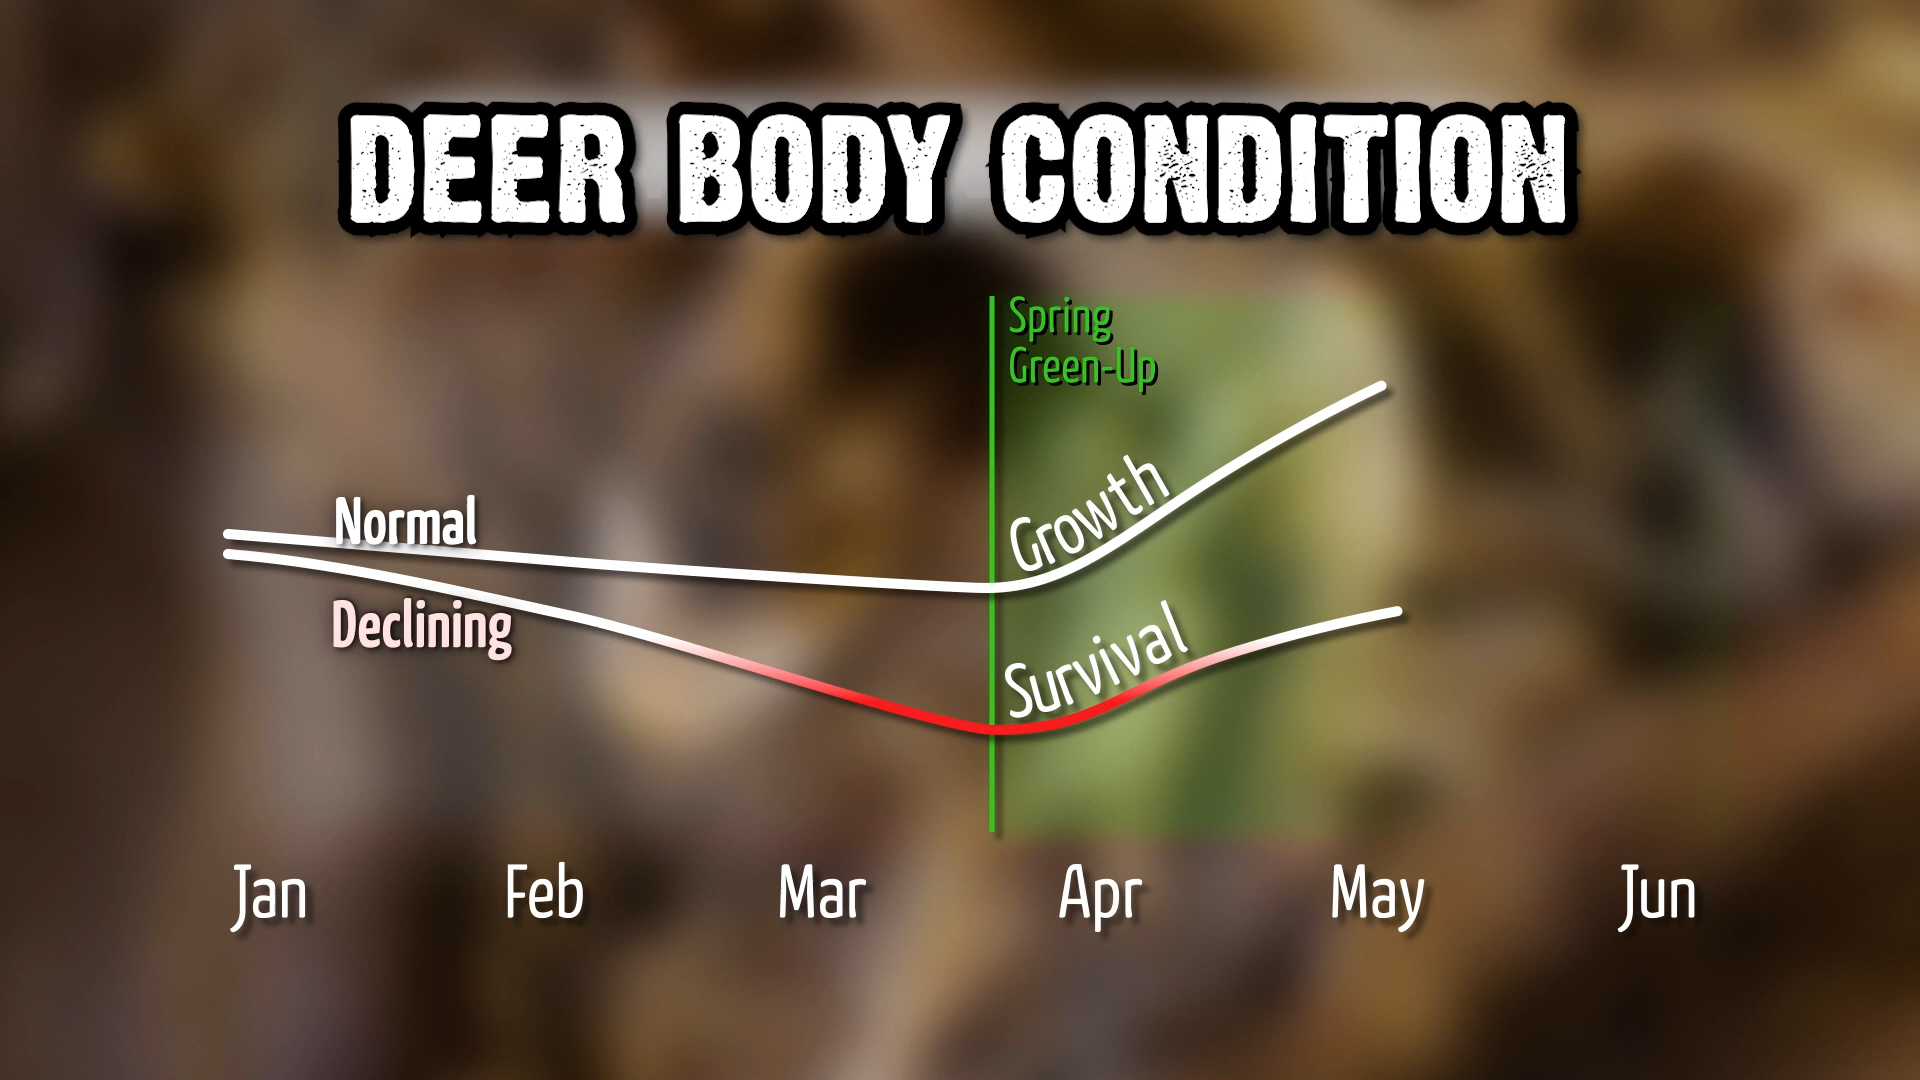 DEER BODY CONDITION
Spring
Green-Up
Growth
Normal
Declining
Survival
Jan Feb Mar Apr May Jun